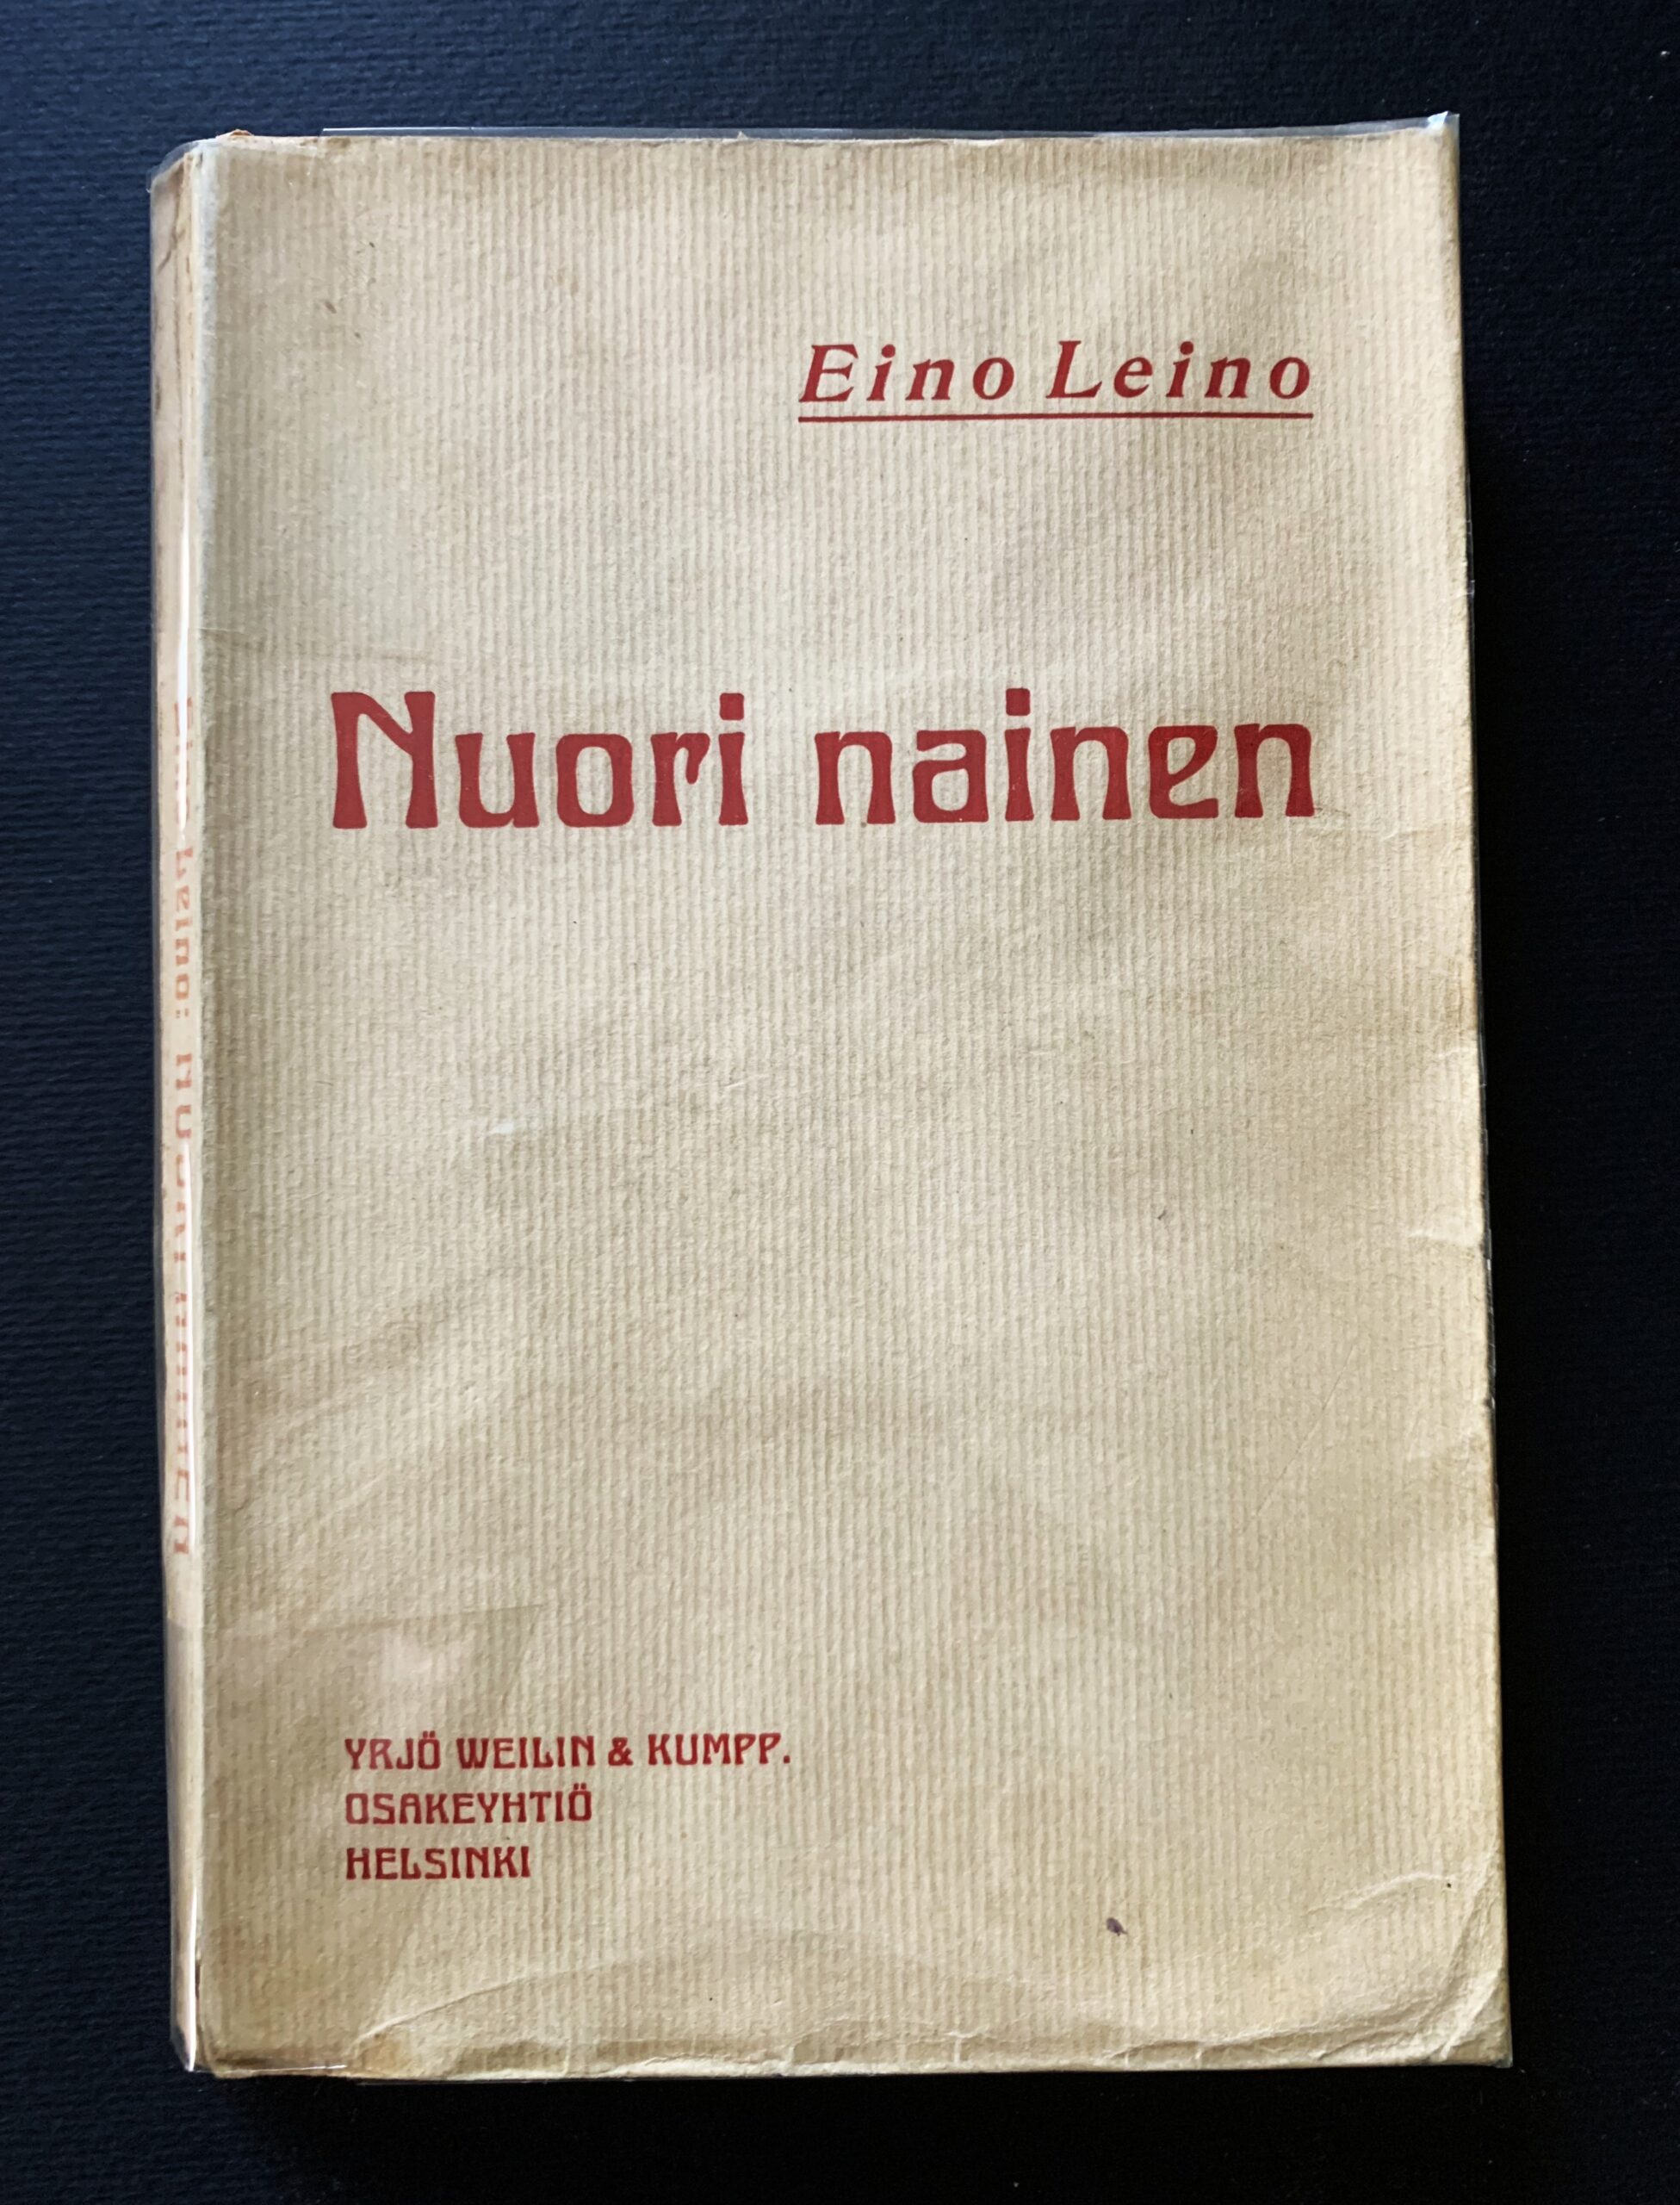 Eino Leino
Nuori nainen
YRJÖ WEILIN & KUMPP.
OSAKEYHTIÖ
HELSINKI
Eino Leino: Nuori nainen